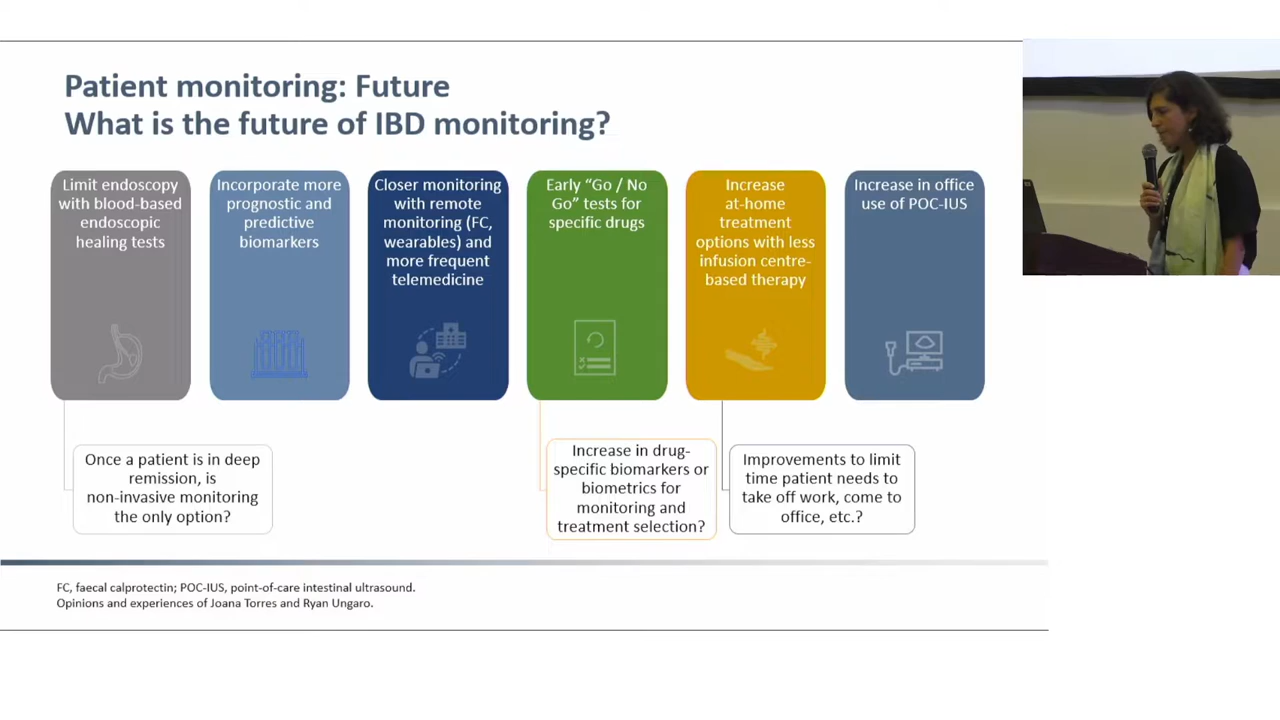 Patient monitoring: Future
What is the future of IBD monitoring?
Limit endoscopy
with blood-based
endoscopic
healing tests
Incorporate more
prognostic and
predictive
biomarkers
Closer monitoring
with remote
monitoring (FC,
wearables) and
more frequent
telemedicine
Early “Go / No
Go” tests for
specific drugs
Increase
at-home
treatment
options with less
infusion centre-
based therapy
Increase in office
use of POC-IUS
Once a patient is in deep
remission, is
non-invasive monitoring
the only option?
Increase in drug-
specific biomarkers or
biometrics for
monitoring and
treatment selection?
Improvements to limit
time patient needs to
take off work, come to
office, etc.?
FC, faecal calprotectin; POC-IUS, point-of-care intestinal ultrasound.
Opinions and experiences of Joana Torres and Ryan Ungaro.